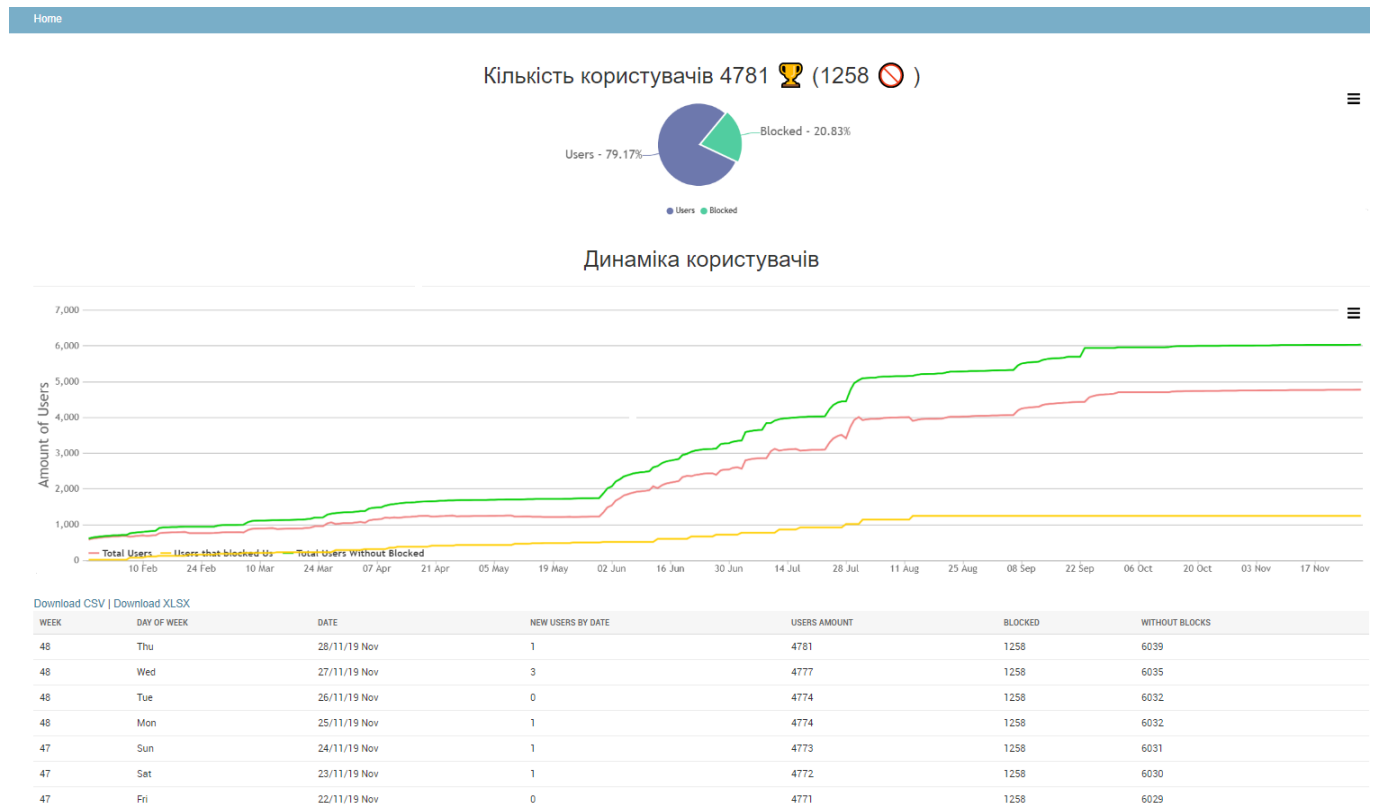 Home
Кількість користувачів 4781 🏆 (1258 🚫 )
Blocked - 20.83%
Users - 79.17%
Users Blocked
Динаміка користувачів
7,000
6,000
5,000
4,000
3,000
2,000
1,000
0
Amount of Users
Total Users Users that blocked Us Total Users Without Blocked
10 Feb 24 Feb 10 Mar 24 Mar 07 Apr 21 Apr 05 May 19 May 02 Jun 16 Jun 30 Jun 14 Jul 28 Jul 11 Aug 25 Aug 08 Sep 22 Sep 06 Oct 20 Oct 03 Nov 17 Nov
Download CSV | Download XLSX
WEEK DAY OF WEEK DATE NEW USERS BY DATE USERS AMOUNT BLOCKED WITHOUT BLOCKS
48 Thu 28/11/19 Nov 1 4781 1258 6039
48 Wed 27/11/19 Nov 3 4777 1258 6035
48 Tue 26/11/19 Nov 0 4774 1258 6032
48 Mon 25/11/19 Nov 1 4774 1258 6032
47 Sun 24/11/19 Nov 1 4773 1258 6031
47 Sat 23/11/19 Nov 1 4772 1258 6030
47 Fri 22/11/19 Nov 0 4771 1258 6029